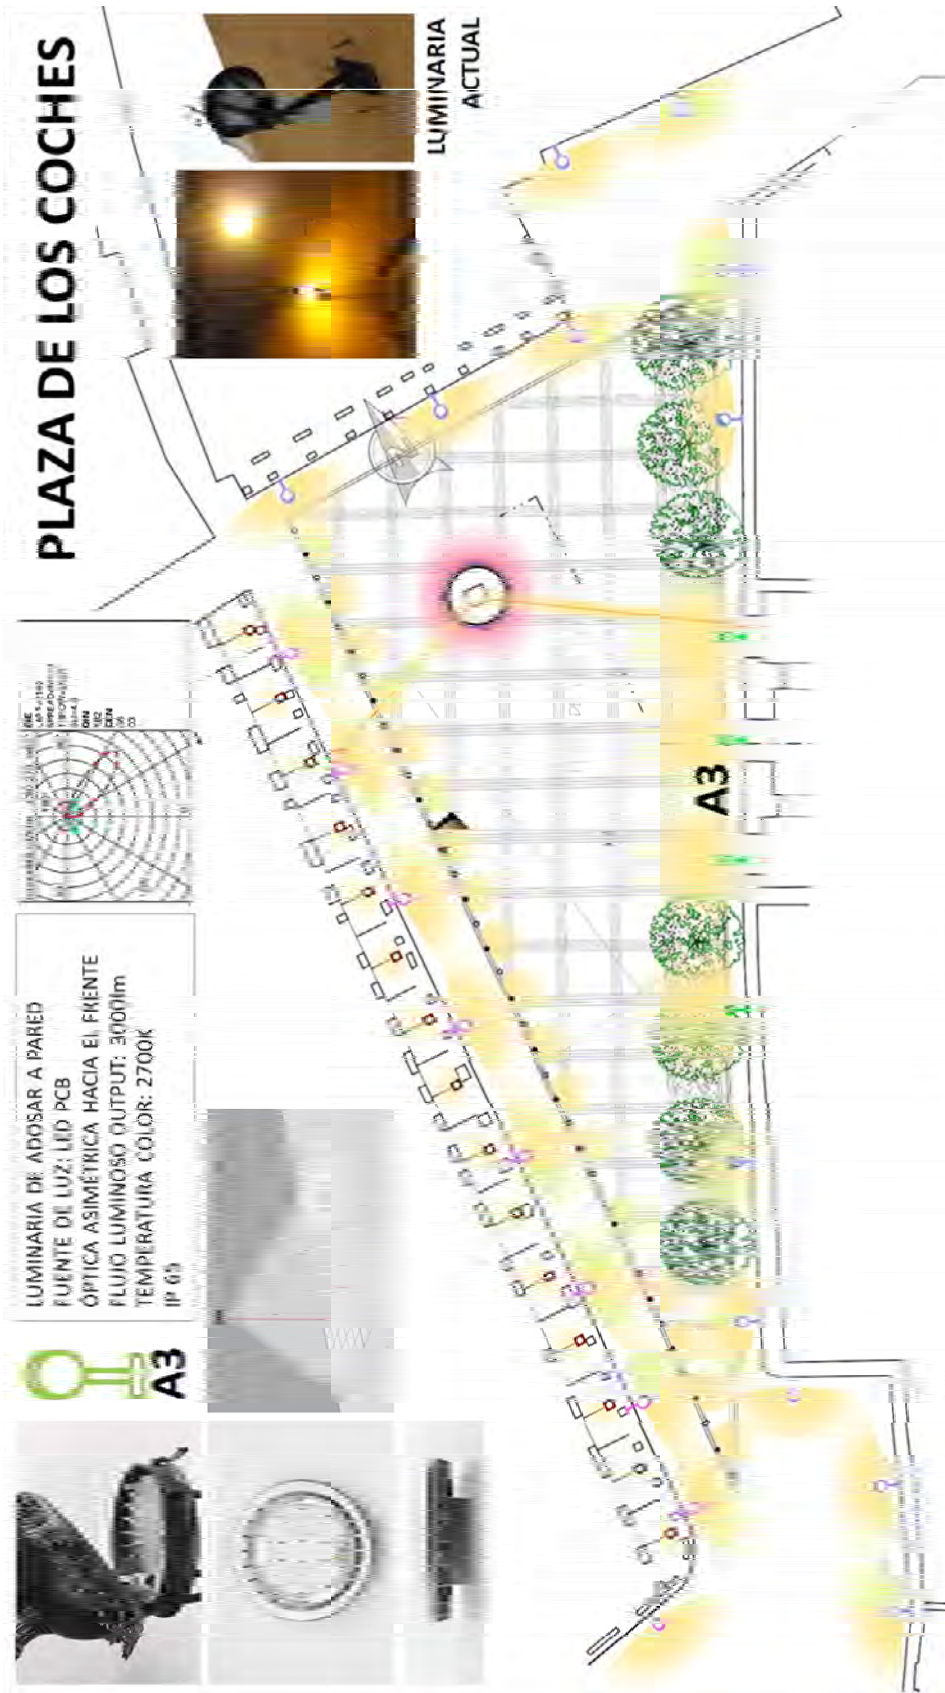 PLAZA DE LOS COCHES
LUMINARIA
ACTUAL
LUMINARIA DE ADOSAR A PARED
FUENTE DE LUZ: LED PCB
ÓPTICA ASIMÉTRICA HACIA EL FRENTE
FLUJO LUMINOSO OUTPUT: 3000lm
TEMPERATURA COLOR: 2700K
IP 65
A3
A3